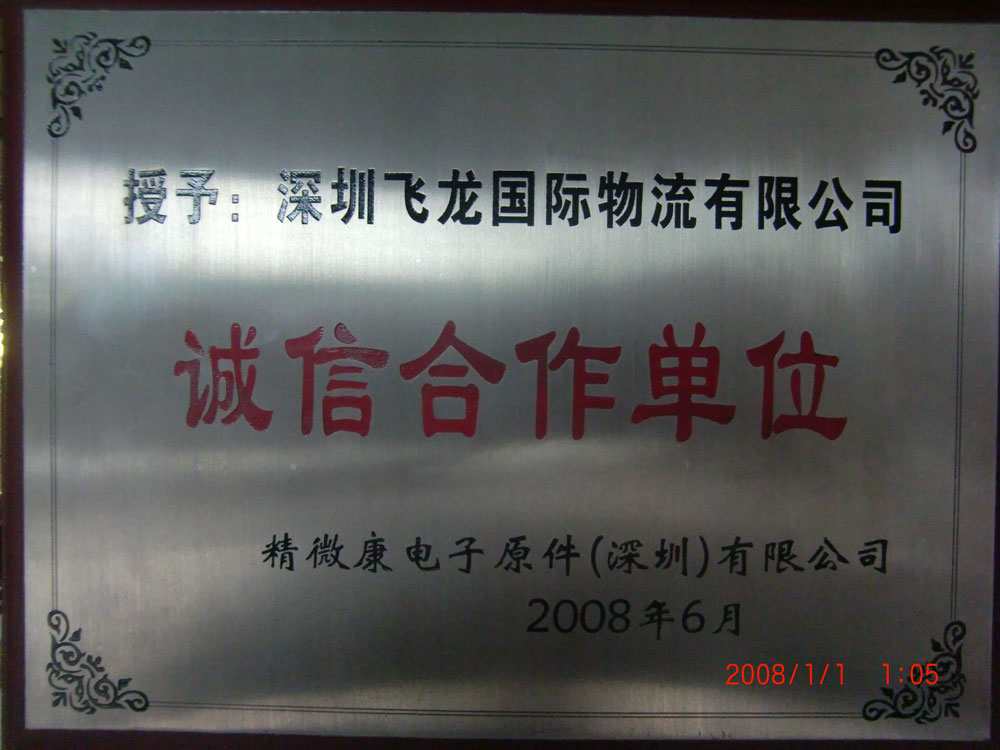 授予：深圳飞龙国际物流有限公司
诚信合作单位
精微康电子原件(深圳)有限公司
2008年6月
2008/1/1 1:05